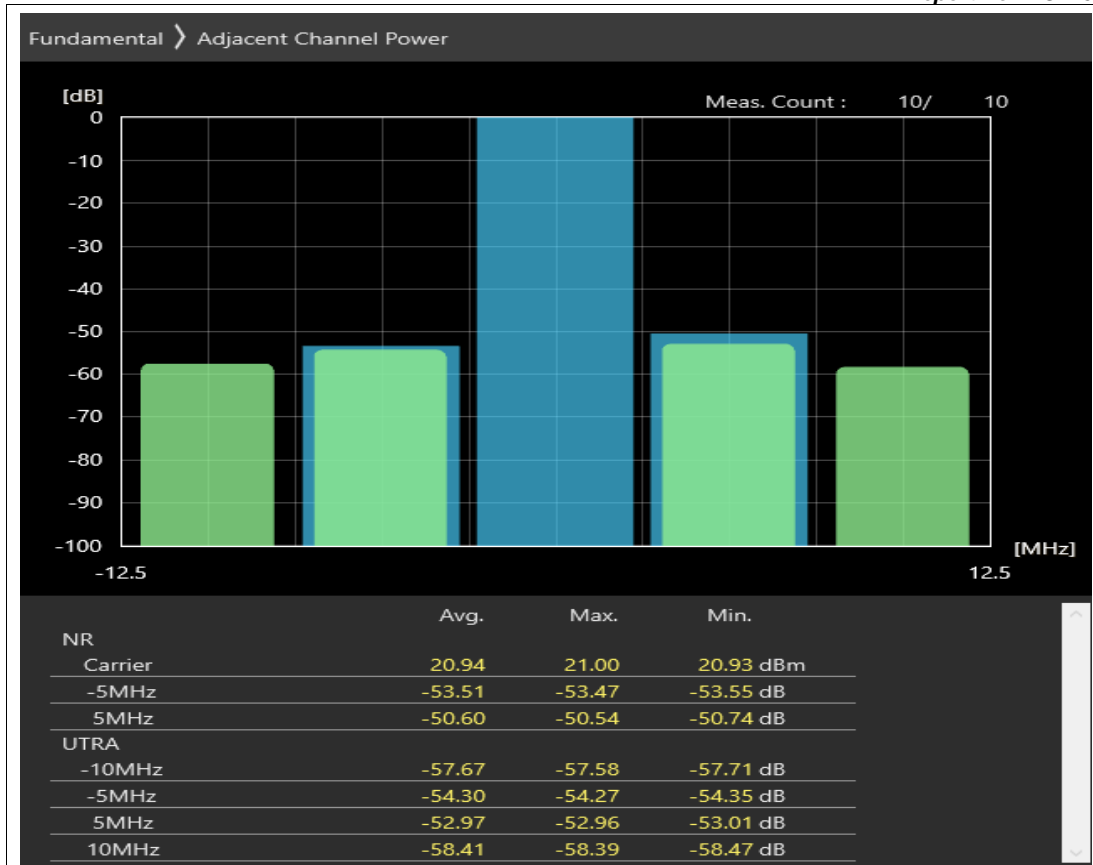 Fundamental ❯ Adjacent Channel Power
[dB]
Meas. Count : 10/ 10
0
-10
-20
-30
-40
-50
-60
-70
-80
-90
-100
[MHz]
-12.5 12.5
Avg. Max. Min.
NR
Carrier 20.94 21.00 20.93 dBm
-5MHz -53.51 -53.47 -53.55 dB
5MHz -50.60 -50.54 -50.74 dB
UTRA
-10MHz -57.67 -57.58 -57.71 dB
-5MHz -54.30 -54.27 -54.35 dB
5MHz -52.97 -52.96 -53.01 dB
10MHz -58.41 -58.39 -58.47 dB